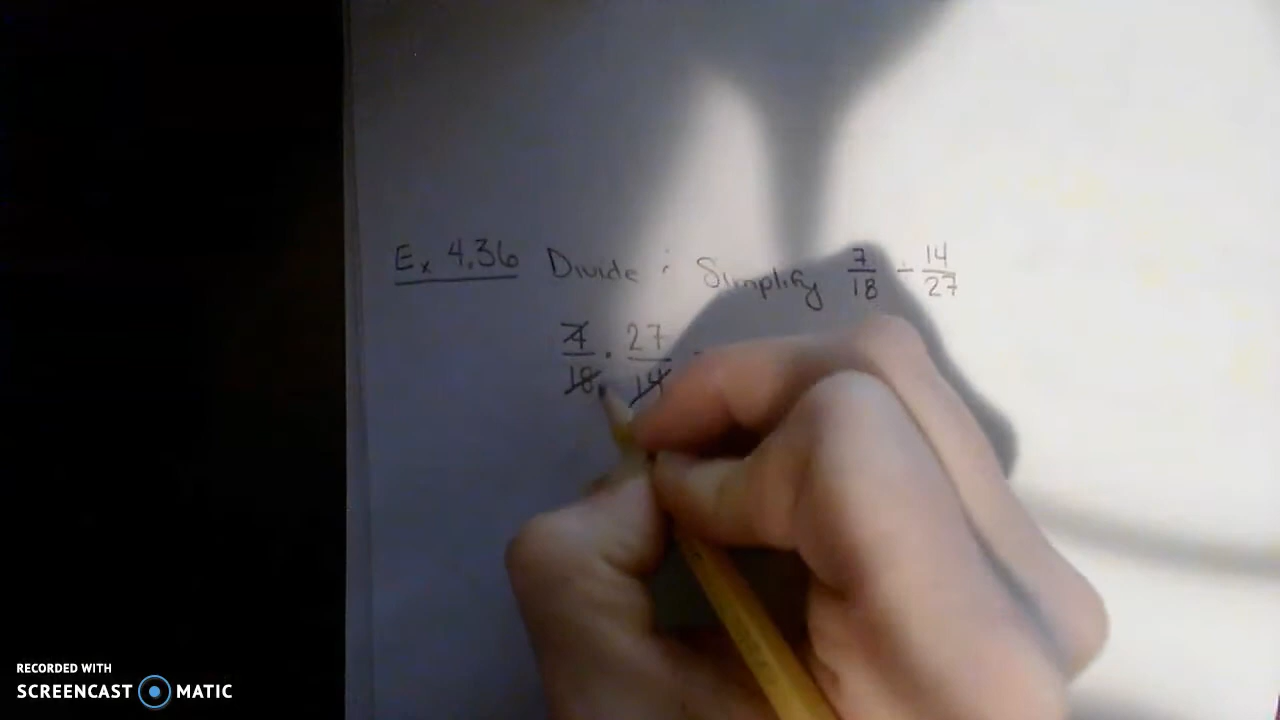 Ex 4.36 Divide : Simplify 7/18 ÷ 14/27
7/18 · 27/14
RECORDED WITH
SCREENCAST MATIC